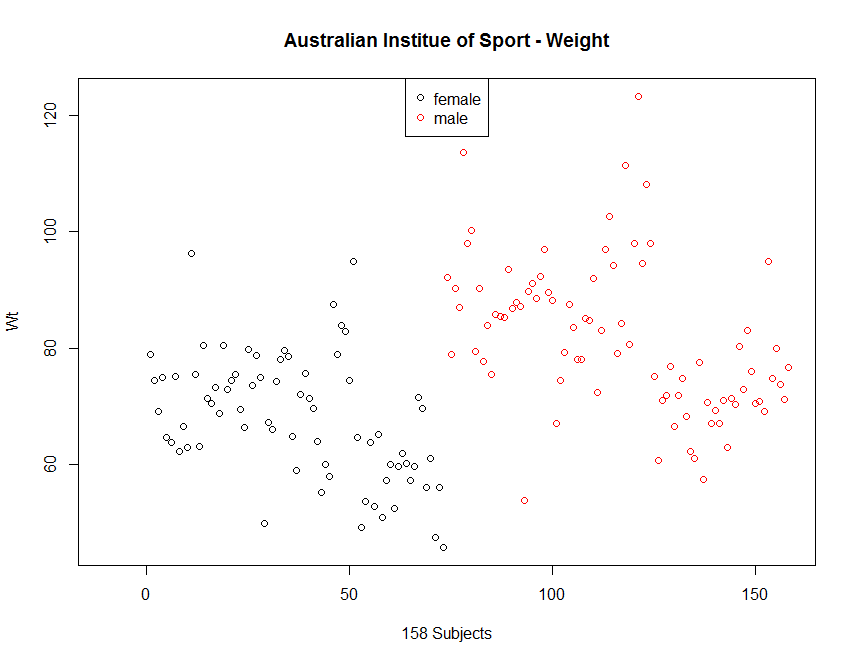 Australian Institue of Sport - Weight
female
male
Wt
120
100
80
60
0 50 100 150
158 Subjects